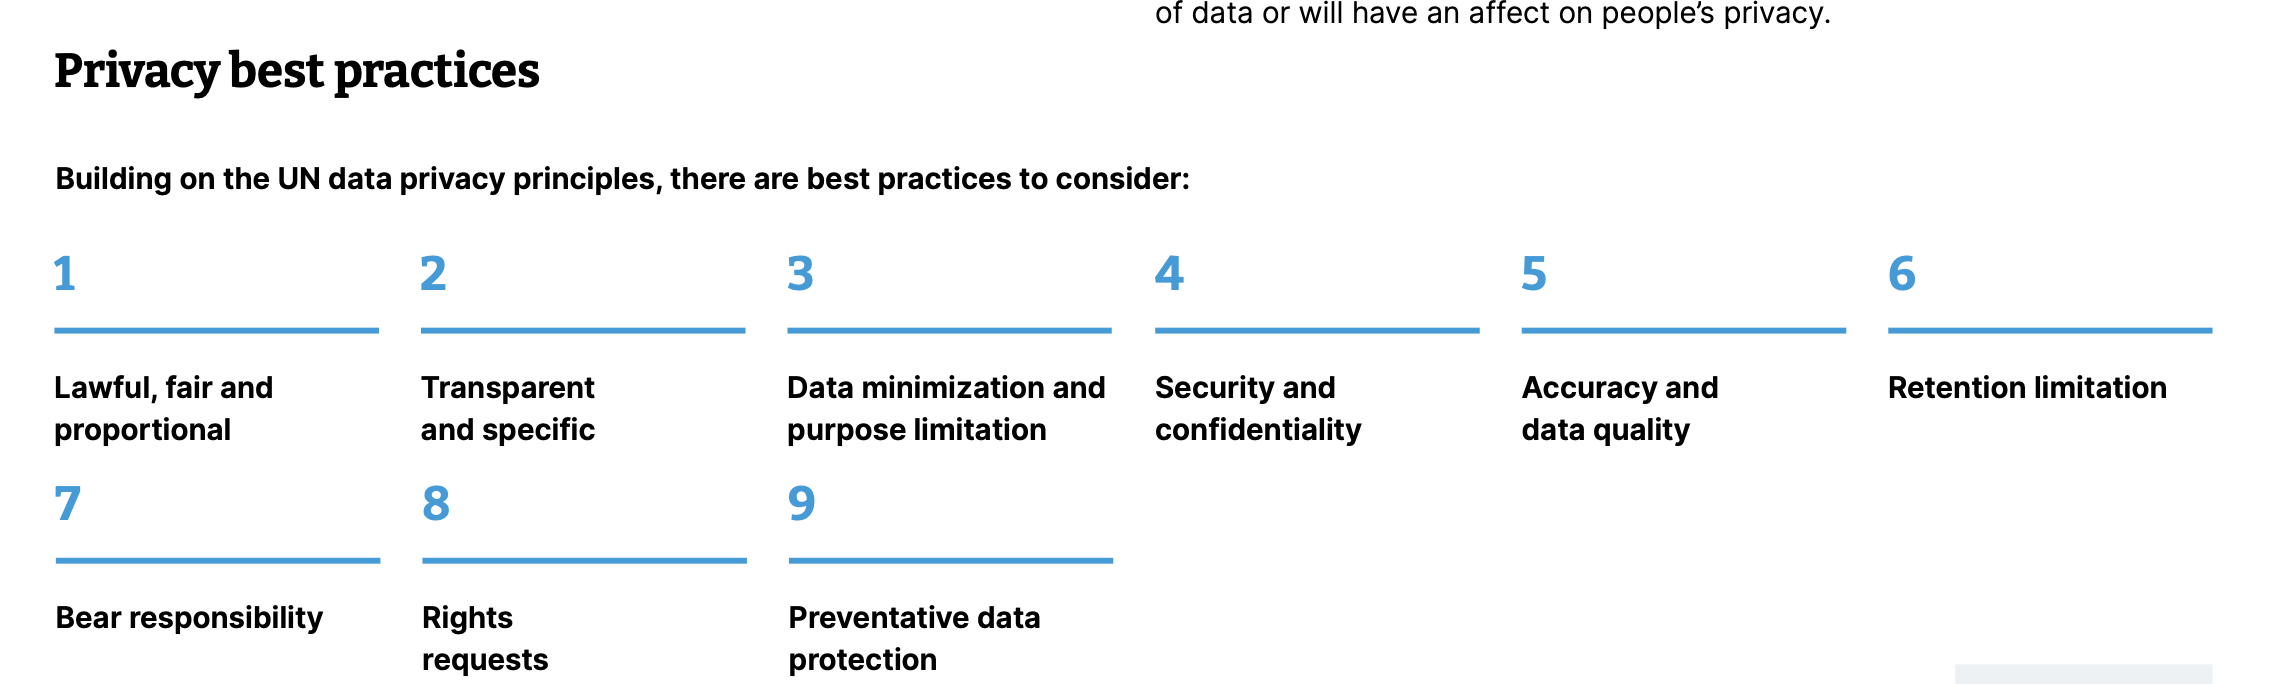 of data or will have an affect on people’s privacy.
Privacy best practices
Building on the UN data privacy principles, there are best practices to consider:
1
Lawful, fair and
proportional
2
Transparent
and specific
3
Data minimization and
purpose limitation
4
Security and
confidentiality
5
Accuracy and
data quality
6
Retention limitation
7
Bear responsibility
8
Rights
requests
9
Preventative data
protection